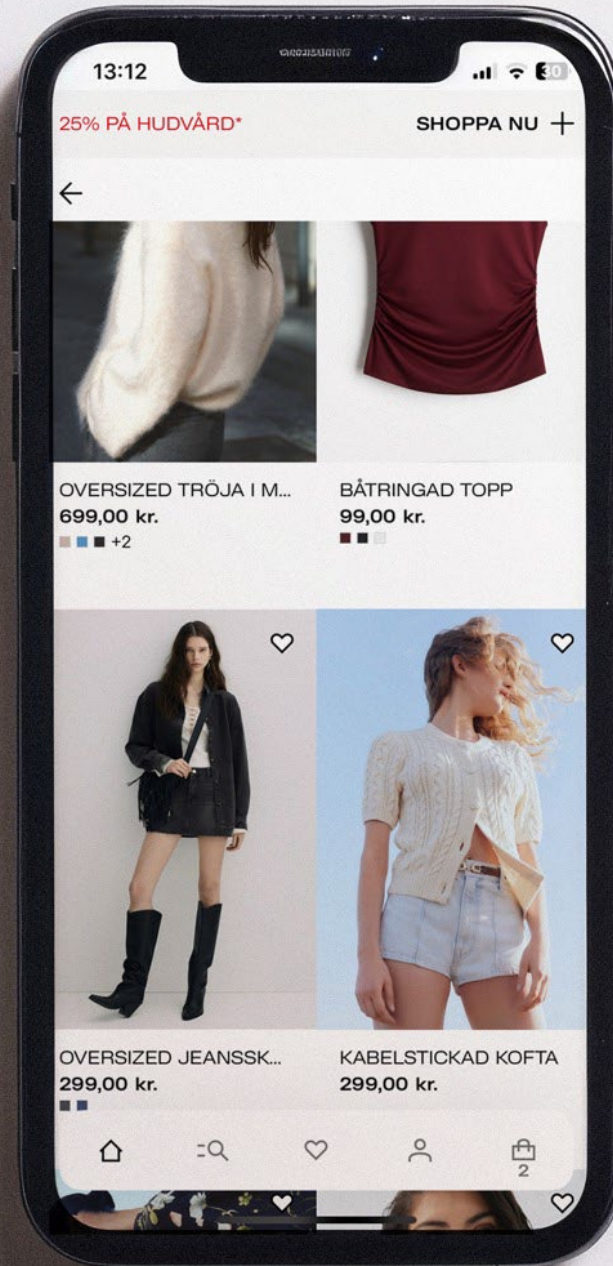 13:12
30
25% PÅ HUDVÅRD*
SHOPPA NU
OVERSIZED TRÖJA I M...
699,00 kr.
+2
BÅTRINGAD TOPP
99,00 kr.
OVERSIZED JEANSSK...
299,00 kr.
KABELSTICKAD KOFTA
299,00 kr.
2